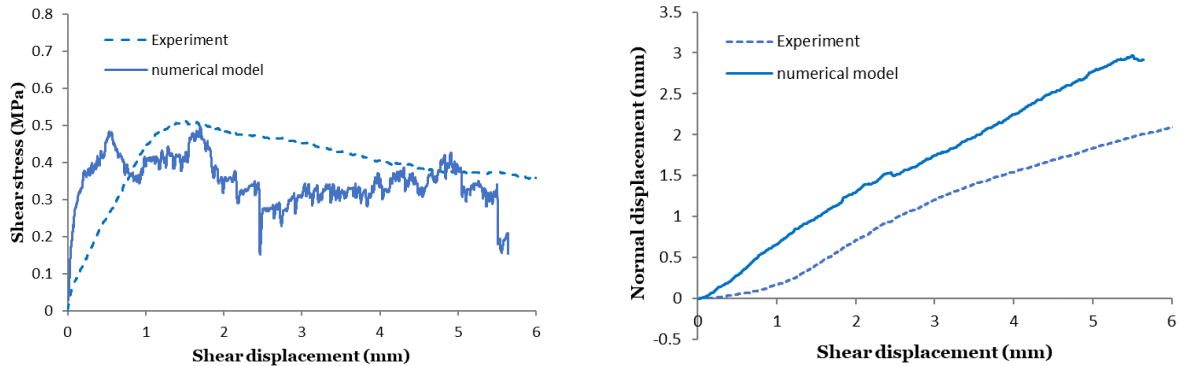 0.8
0.7
0.6
0.5
0.4
0.3
0.2
0.1
0
Shear stress (MPa)
Experiment
numerical model
0 1 2 3 4 5 6
Shear displacement (mm)
3.5
3
2.5
2
1.5
1
0.5
0
-0.5
Normal displacement (mm)
Experiment
numerical model
0 1 2 3 4 5 6
Shear displacement (mm)